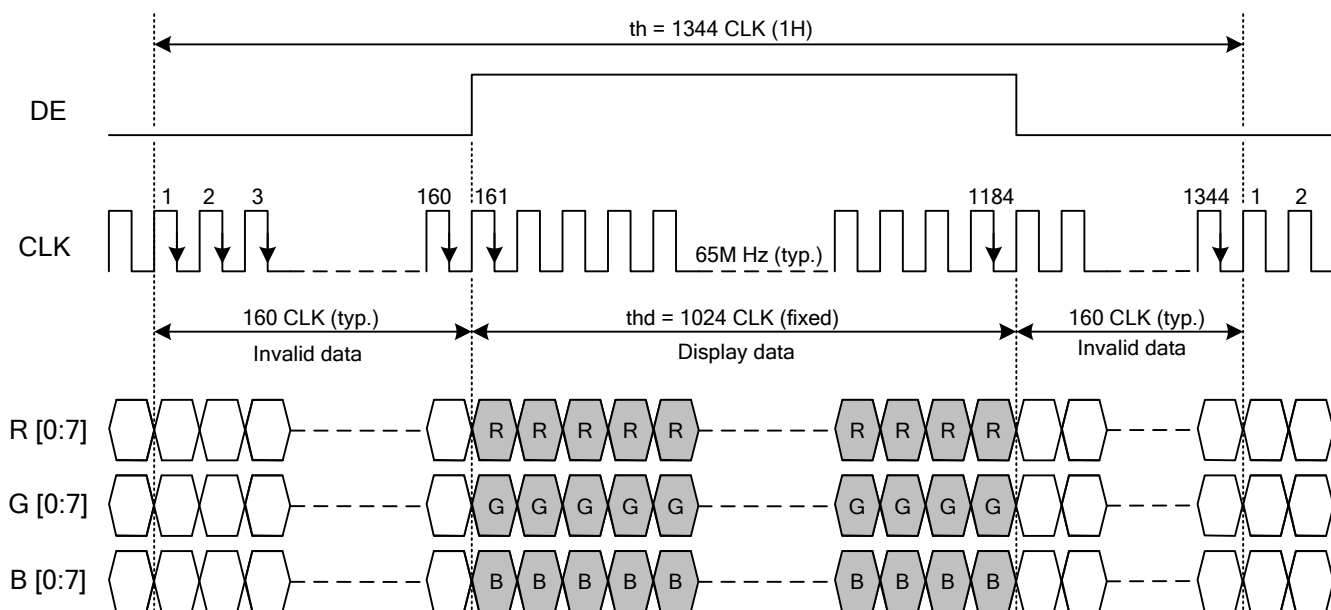 th = 1344 CLK (1H)
DE
1 2 3 160 161 1184 1344 1 2
CLK
65M Hz (typ.)
160 CLK (typ.) thd = 1024 CLK (fixed) 160 CLK (typ.)
Invalid data Display data Invalid data
R [0:7] R R R R R R R R R
G [0:7] G G G G G G G G G
B [0:7] B B B B B B B B B